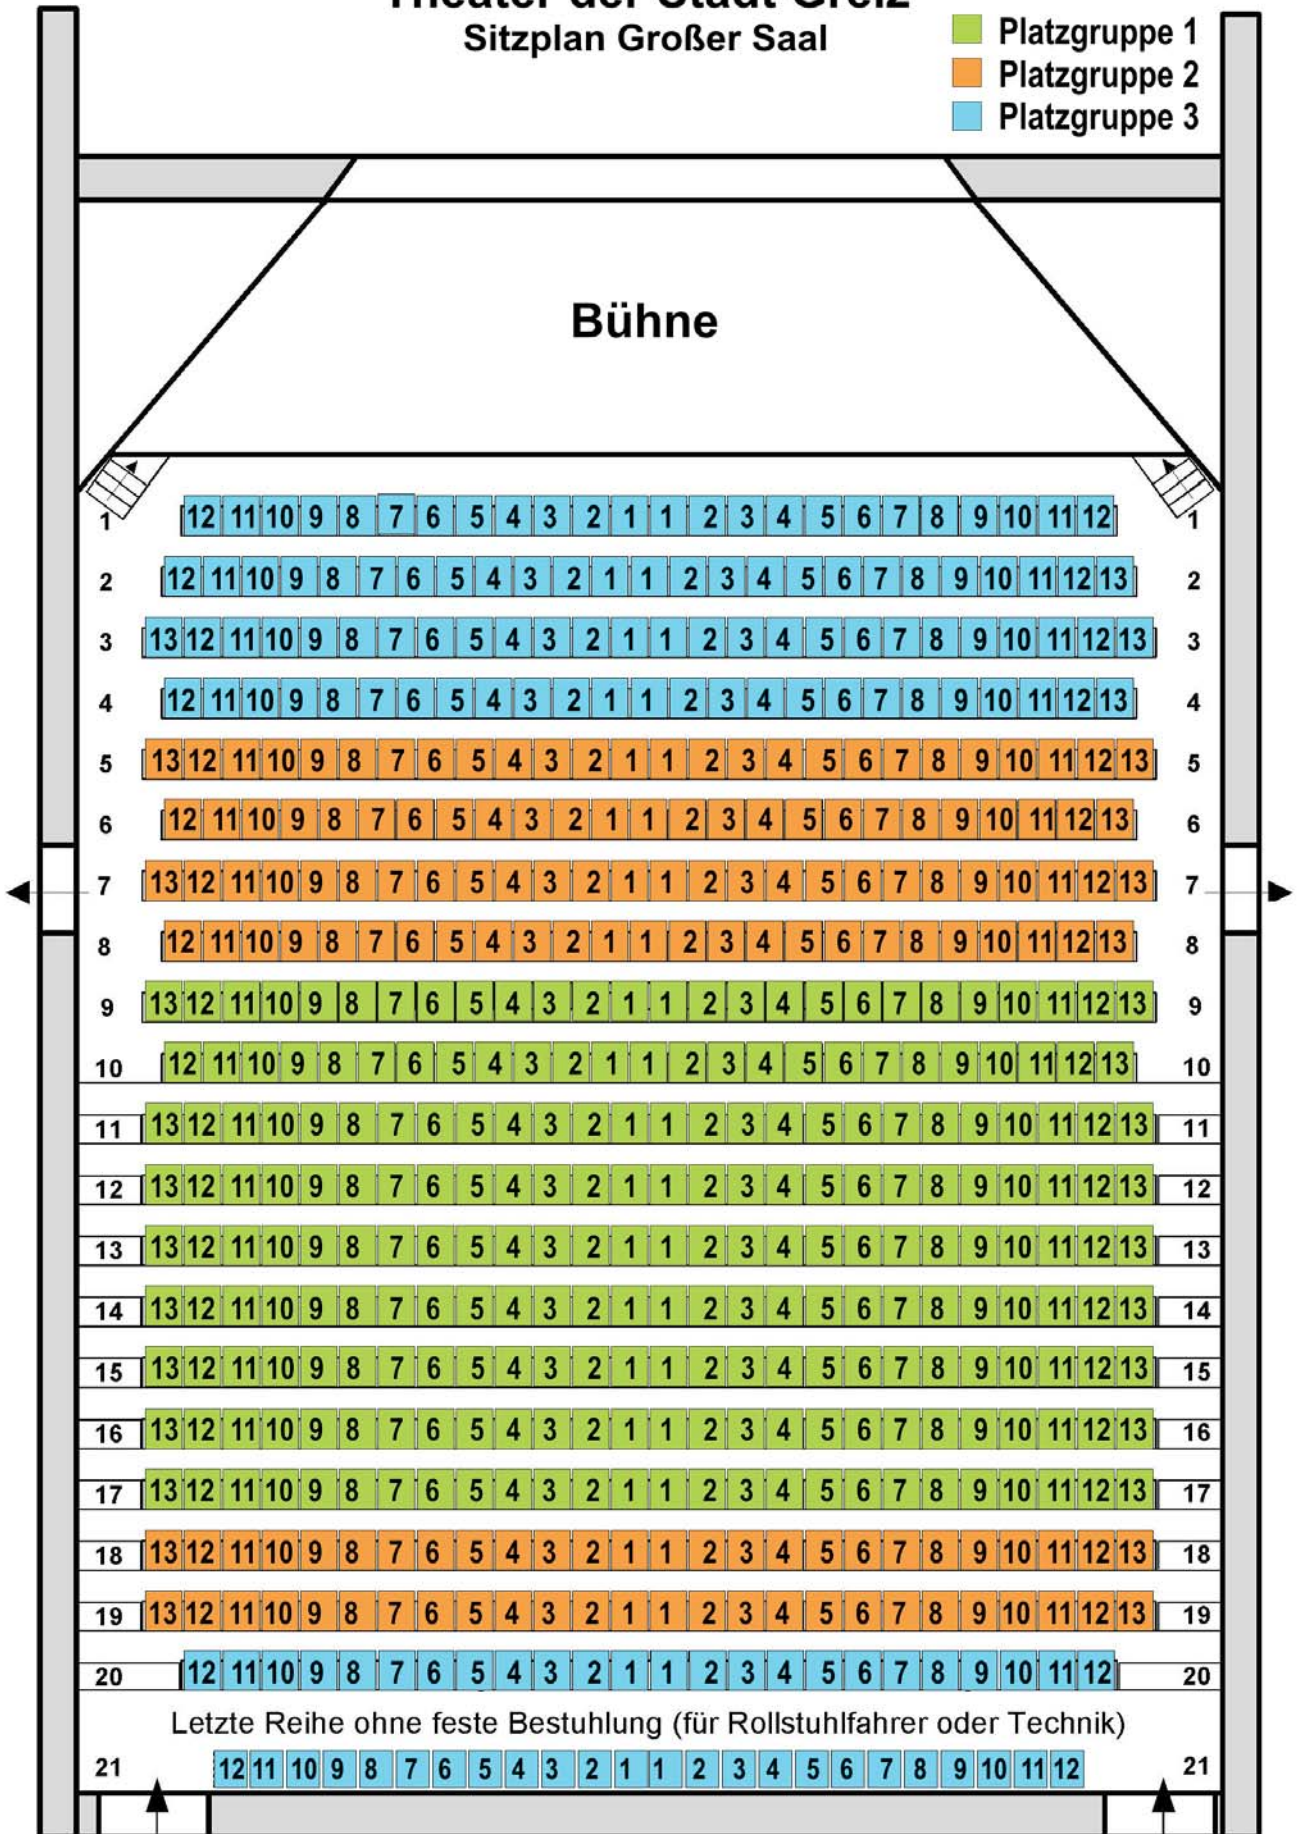 Theater der Stadt Greiz
Sitzplan Großer Saal
Platzgruppe 1
Platzgruppe 2
Platzgruppe 3
Bühne
1 12 11 10 9 8 7 6 5 4 3 2 1 1 2 3 4 5 6 7 8 9 10 11 12 1
2 12 11 10 9 8 7 6 5 4 3 2 1 1 2 3 4 5 6 7 8 9 10 11 12 13 2
3 13 12 11 10 9 8 7 6 5 4 3 2 1 1 2 3 4 5 6 7 8 9 10 11 12 13 3
4 12 11 10 9 8 7 6 5 4 3 2 1 1 2 3 4 5 6 7 8 9 10 11 12 13 4
5 13 12 11 10 9 8 7 6 5 4 3 2 1 1 2 3 4 5 6 7 8 9 10 11 12 13 5
6 12 11 10 9 8 7 6 5 4 3 2 1 1 2 3 4 5 6 7 8 9 10 11 12 13 6
7 13 12 11 10 9 8 7 6 5 4 3 2 1 1 2 3 4 5 6 7 8 9 10 11 12 13 7
8 12 11 10 9 8 7 6 5 4 3 2 1 1 2 3 4 5 6 7 8 9 10 11 12 13 8
9 13 12 11 10 9 8 7 6 5 4 3 2 1 1 2 3 4 5 6 7 8 9 10 11 12 13 9
10 12 11 10 9 8 7 6 5 4 3 2 1 1 2 3 4 5 6 7 8 9 10 11 12 13 10
11 13 12 11 10 9 8 7 6 5 4 3 2 1 1 2 3 4 5 6 7 8 9 10 11 12 13 11
12 13 12 11 10 9 8 7 6 5 4 3 2 1 1 2 3 4 5 6 7 8 9 10 11 12 13 12
13 13 12 11 10 9 8 7 6 5 4 3 2 1 1 2 3 4 5 6 7 8 9 10 11 12 13 13
14 13 12 11 10 9 8 7 6 5 4 3 2 1 1 2 3 4 5 6 7 8 9 10 11 12 13 14
15 13 12 11 10 9 8 7 6 5 4 3 2 1 1 2 3 4 5 6 7 8 9 10 11 12 13 15
16 13 12 11 10 9 8 7 6 5 4 3 2 1 1 2 3 4 5 6 7 8 9 10 11 12 13 16
17 13 12 11 10 9 8 7 6 5 4 3 2 1 1 2 3 4 5 6 7 8 9 10 11 12 13 17
18 13 12 11 10 9 8 7 6 5 4 3 2 1 1 2 3 4 5 6 7 8 9 10 11 12 13 18
19 13 12 11 10 9 8 7 6 5 4 3 2 1 1 2 3 4 5 6 7 8 9 10 11 12 13 19
20 12 11 10 9 8 7 6 5 4 3 2 1 1 2 3 4 5 6 7 8 9 10 11 12 20
Letzte Reihe ohne feste Bestuhlung (für Rollstuhlfahrer oder Technik)
21 12 11 10 9 8 7 6 5 4 3 2 1 1 2 3 4 5 6 7 8 9 10 11 12 21